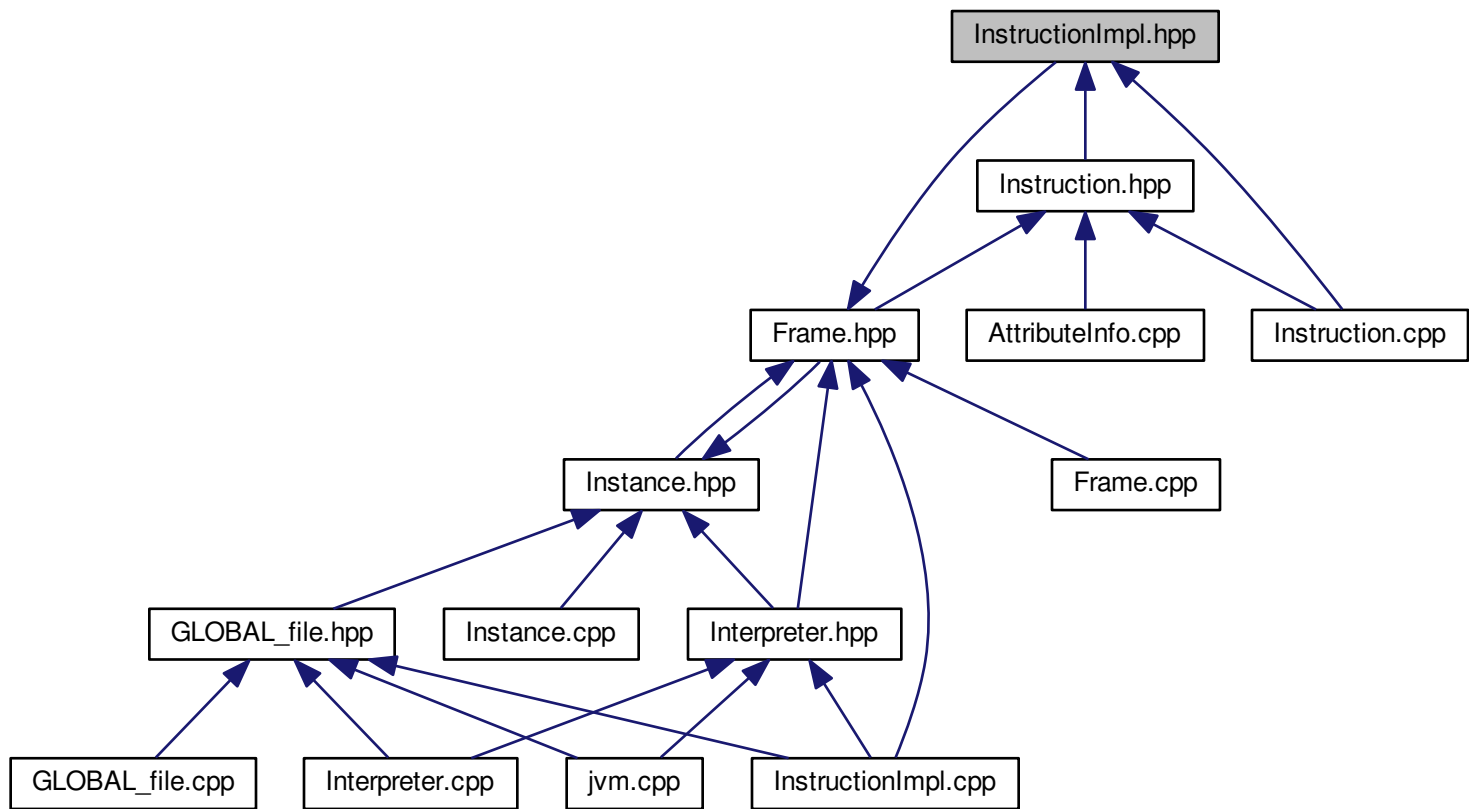 InstructionImpl.hpp
Instruction.hpp
Frame.hpp
AttributeInfo.cpp
Instruction.cpp
Instance.hpp
Frame.cpp
GLOBAL_file.hpp
Instance.cpp
Interpreter.hpp
GLOBAL_file.cpp
Interpreter.cpp
jvm.cpp
InstructionImpl.cpp